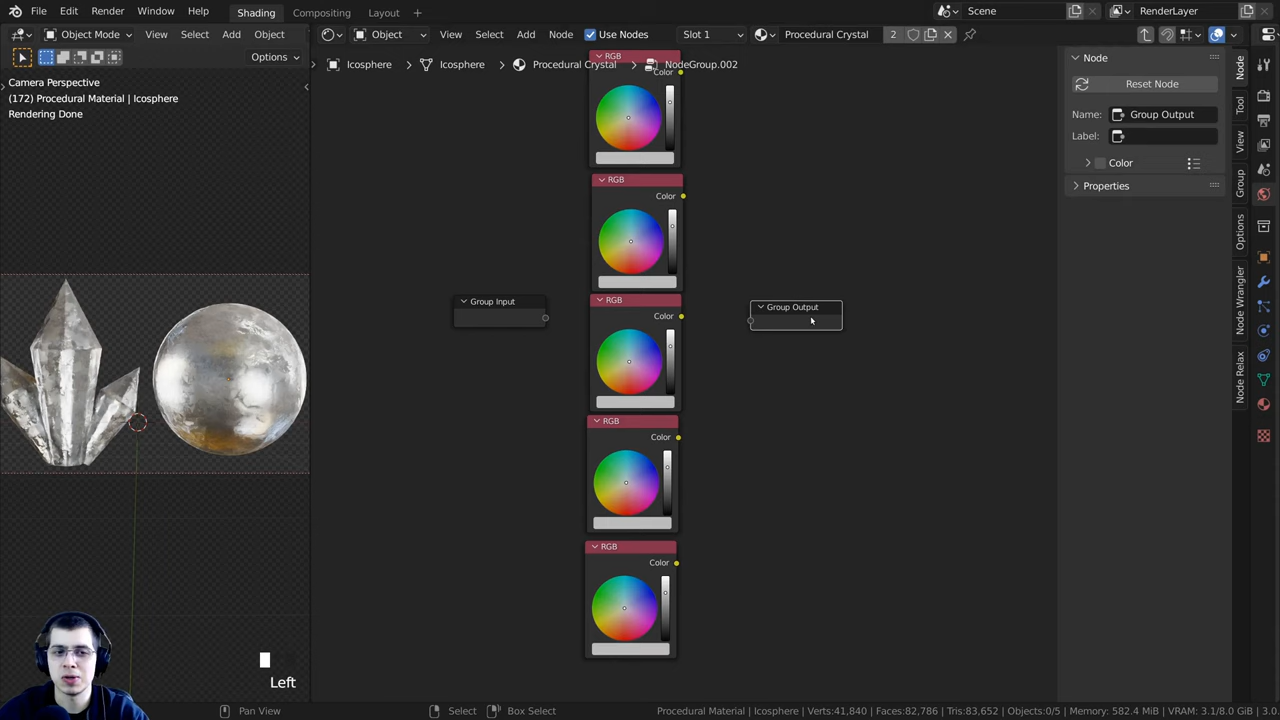 File Edit Render Window Help Shading Compositing Layout + Scene RenderLayer
Object Mode View Select Add Object
Object View Select Add Node Use Nodes Slot 1 Procedural Crystal 2
Options
Icosphere > Icosphere > Procedural Crystal > NodeGroup.002
Camera Perspective
(172) Procedural Material | Icosphere
Rendering Done
RGB
Color
RGB
Color
Group Input
RGB
Color
Group Output
RGB
Color
RGB
Color
Node
Reset Node
Name: Group Output
Label:
Color
Properties
Node
Tool
View
Group
Options
Node Wrangler
Node Relax
Left
Pan View Select Box Select Procedural Material | Icosphere Verts:41,840 Faces:82,786 Tris:83,652 Objects:0/5 Memory: 582.4 MiB VRAM: 3.1/8.0 GiB 3.0